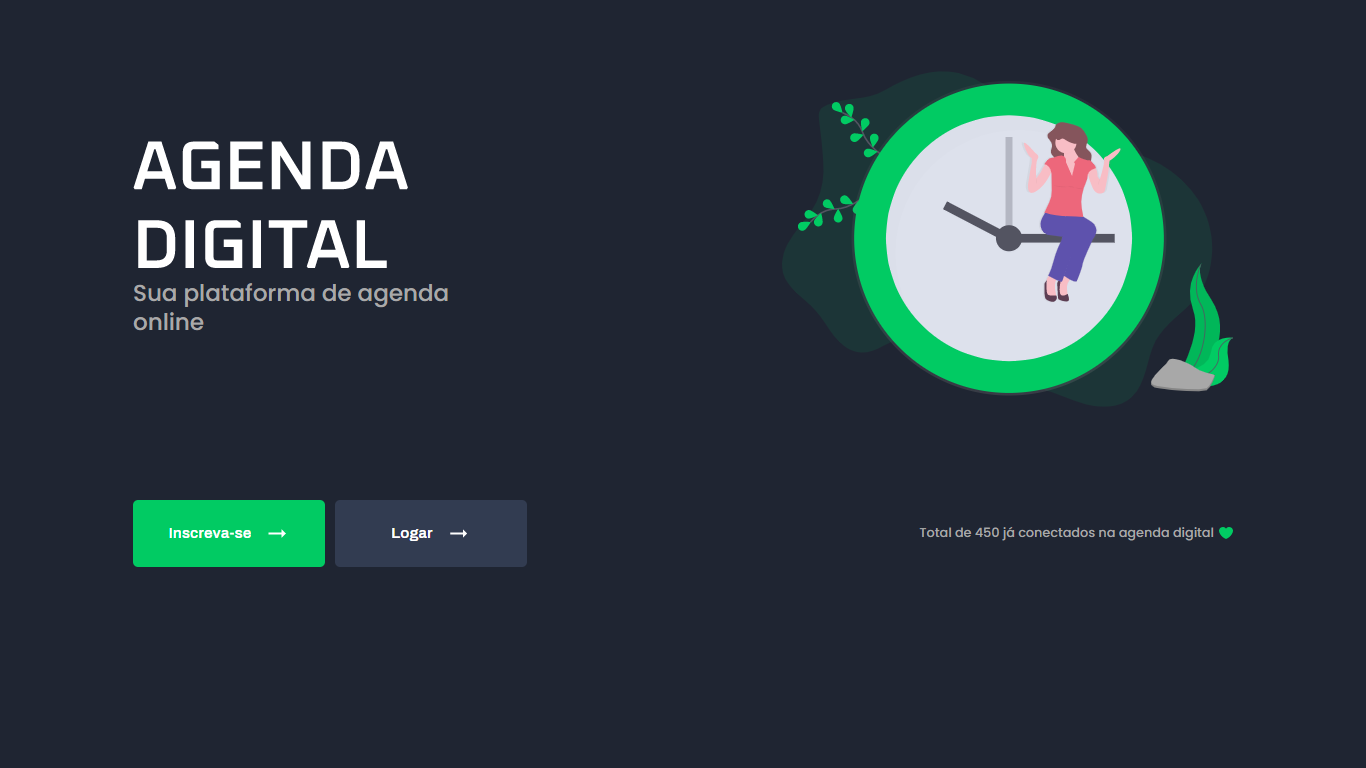 AGENDA
DIGITAL
Sua plataforma de agenda
online
Inscreva-se
Logar
Total de 450 já conectados na agenda digital